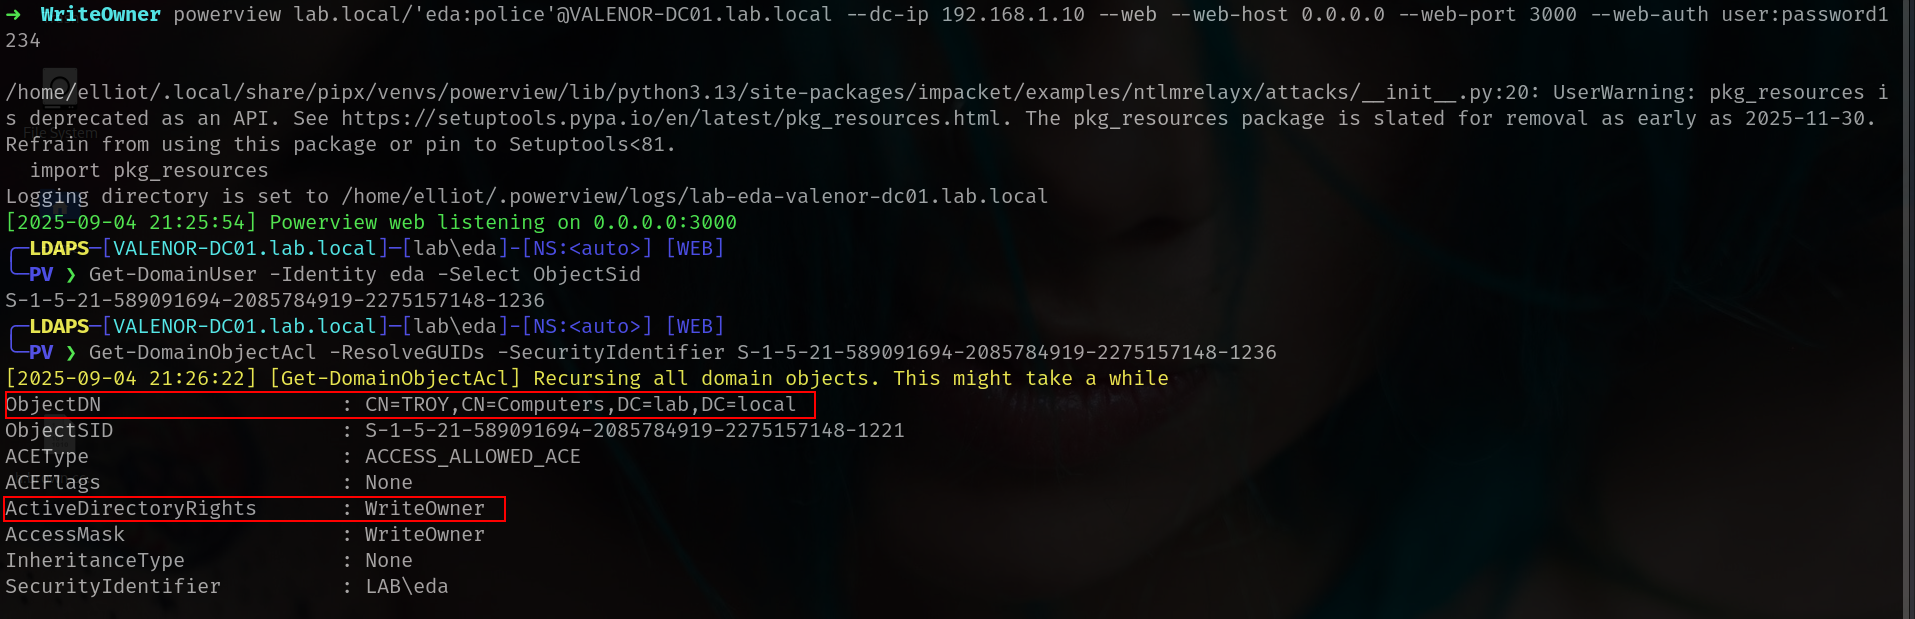 → WriteOwner powerview lab.local/'eda:police'@VALENOR-DC01.lab.local --dc-ip 192.168.1.10 --web --web-host 0.0.0.0 --web-port 3000 --web-auth user:password1
234
/home/elliot/.local/share/pipx/venvs/powerview/lib/python3.13/site-packages/impacket/examples/ntlmrelayx/attacks/__init__.py:20: UserWarning: pkg_resources i
s deprecated as an API. See https://setuptools.pypa.io/en/latest/pkg_resources.html. The pkg_resources package is slated for removal as early as 2025-11-30.
File System
Refrain from using this package or pin to Setuptools<81.
  import pkg_resources
Logging directory is set to /home/elliot/.powerview/logs/lab-eda-valenor-dc01.lab.local
[2025-09-04 21:25:54] Powerview web listening on 0.0.0.0:3000
╭─LDAPS─[VALENOR-DC01.lab.local]─[lab\eda]-[NS:<auto>] [WEB]
╰─PV ❯ Get-DomainUser -Identity eda -Select ObjectSid
S-1-5-21-589091694-2085784919-2275157148-1236
╭─LDAPS─[VALENOR-DC01.lab.local]─[lab\eda]-[NS:<auto>] [WEB]
╰─PV ❯ Get-DomainObjectAcl -ResolveGUIDs -SecurityIdentifier S-1-5-21-589091694-2085784919-2275157148-1236
[2025-09-04 21:26:22] [Get-DomainObjectAcl] Recursing all domain objects. This might take a while
ObjectDN                    : CN=TROY,CN=Computers,DC=lab,DC=local
ObjectSID                   : S-1-5-21-589091694-2085784919-2275157148-1221
ACEType                     : ACCESS_ALLOWED_ACE
ACEFlags                    : None
ActiveDirectoryRights       : WriteOwner
AccessMask                  : WriteOwner
InheritanceType             : None
SecurityIdentifier          : LAB\eda